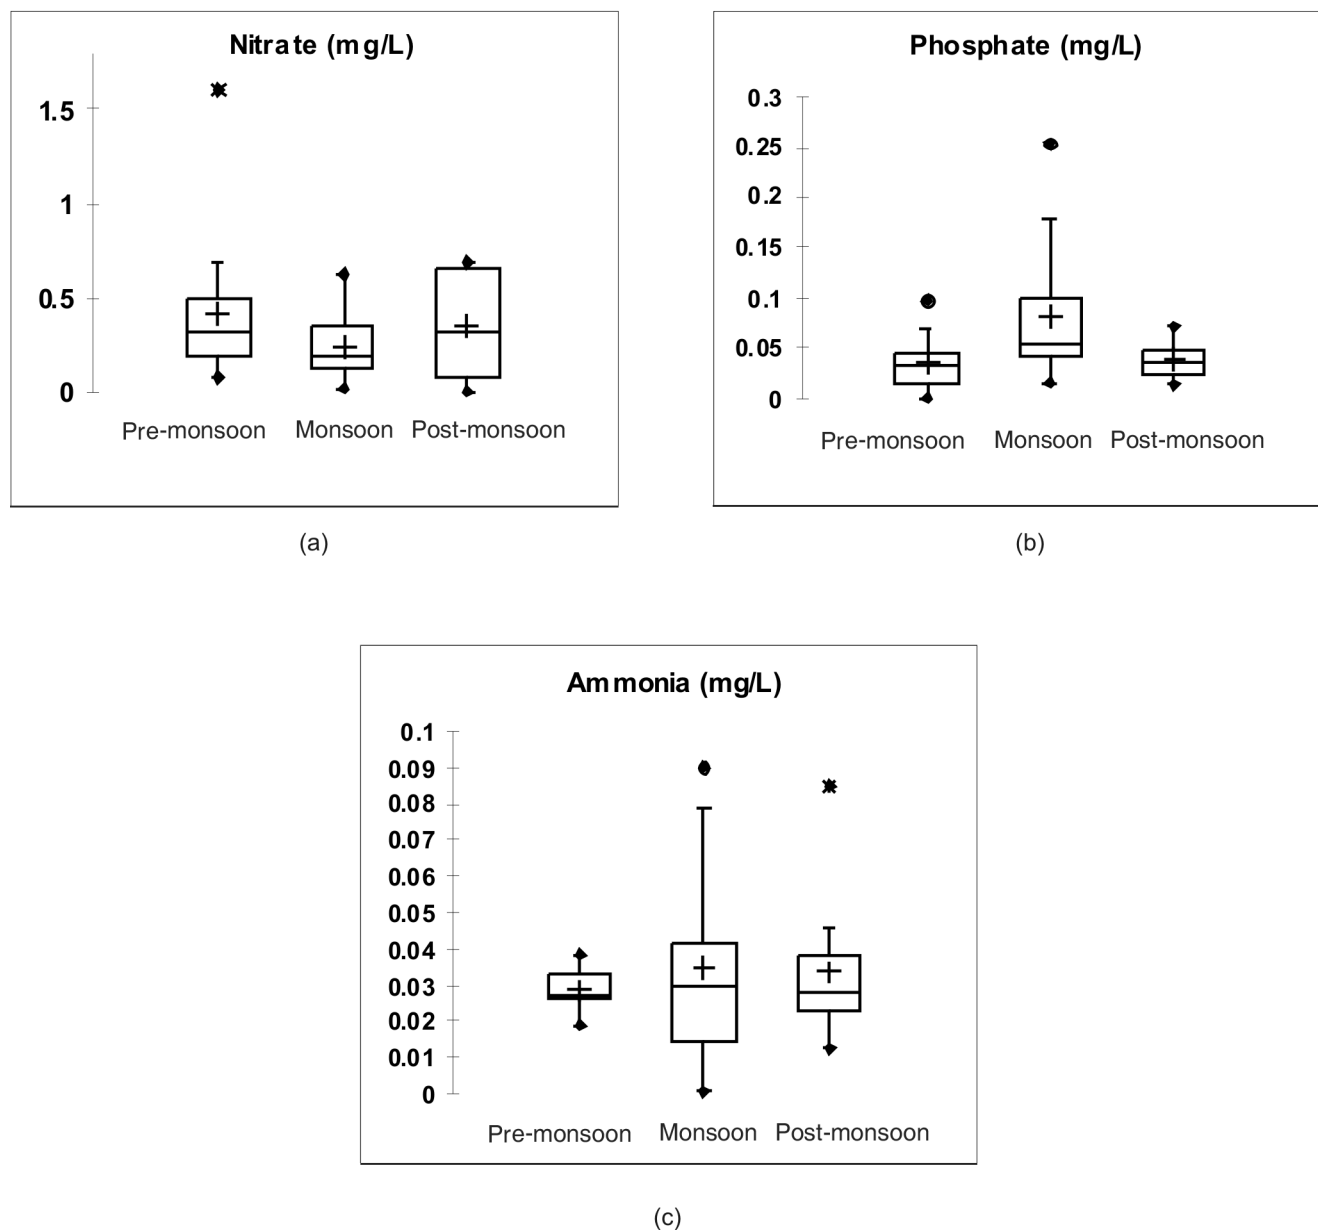 Nitrate (mg/L)
1.5
1
0.5
0
Pre-monsoon Monsoon Post-monsoon
(a)
Phosphate (mg/L)
0.3
0.25
0.2
0.15
0.1
0.05
0
Pre-monsoon Monsoon Post-monsoon
(b)
Ammonia (mg/L)
0.1
0.09
0.08
0.07
0.06
0.05
0.04
0.03
0.02
0.01
0
Pre-monsoon Monsoon Post-monsoon
(c)